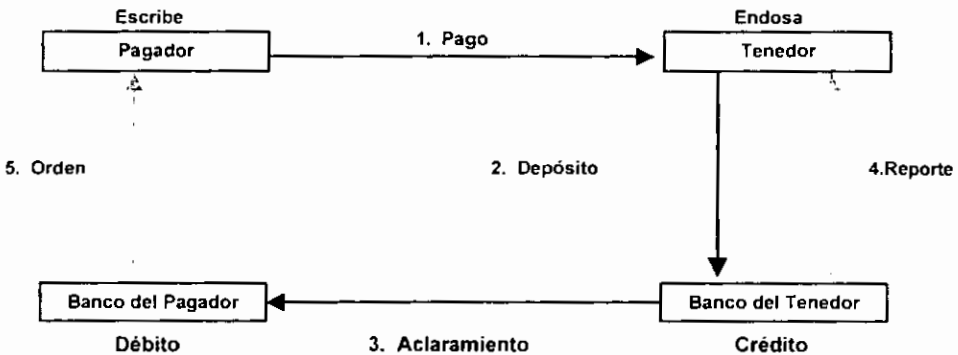 Escribe
Endosa
Pagador
1. Pago
Tenedor
5. Orden
2. Depósito
4.Reporte
Banco del Pagador
Banco del Tenedor
Débito
3. Aclaramiento
Crédito